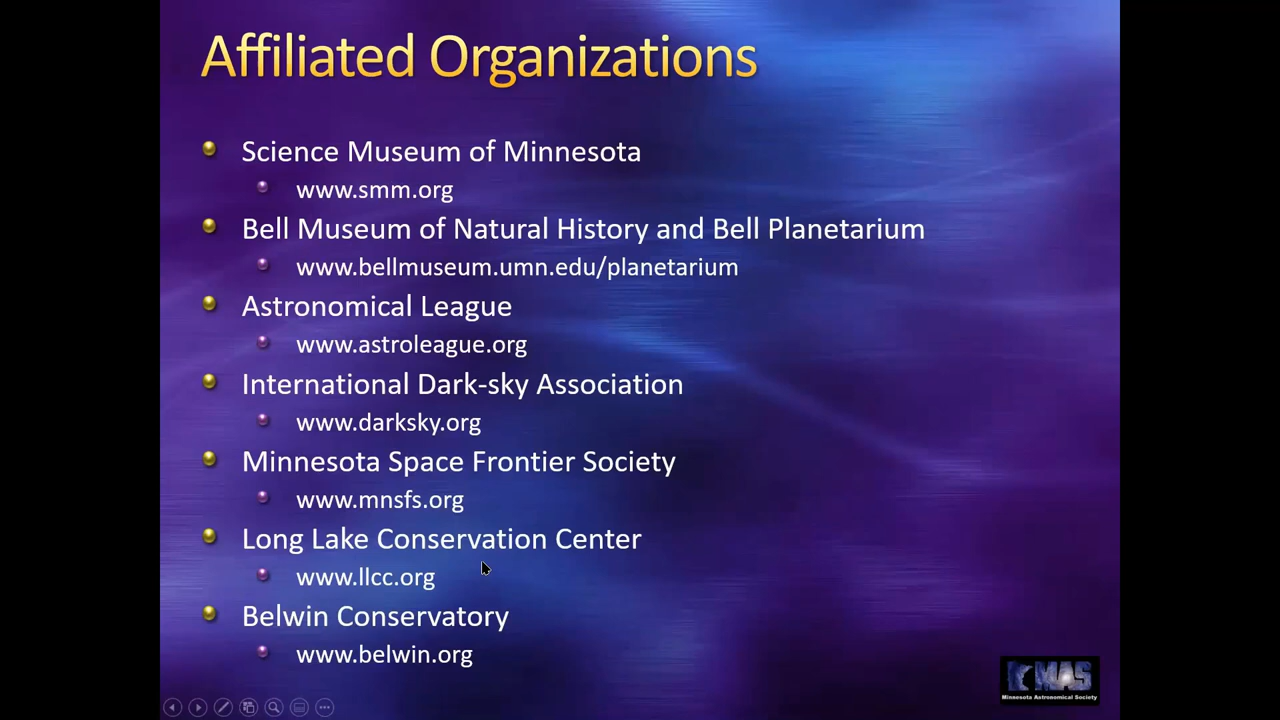 Affiliated Organizations
Science Museum of Minnesota
www.smm.org
Bell Museum of Natural History and Bell Planetarium
www.bellmuseum.umn.edu/planetarium
Astronomical League
www.astroleague.org
International Dark-sky Association
www.darksky.org
Minnesota Space Frontier Society
www.mnsfs.org
Long Lake Conservation Center
www.llcc.org
Belwin Conservatory
www.belwin.org
MAS
Minnesota Astronomical Society